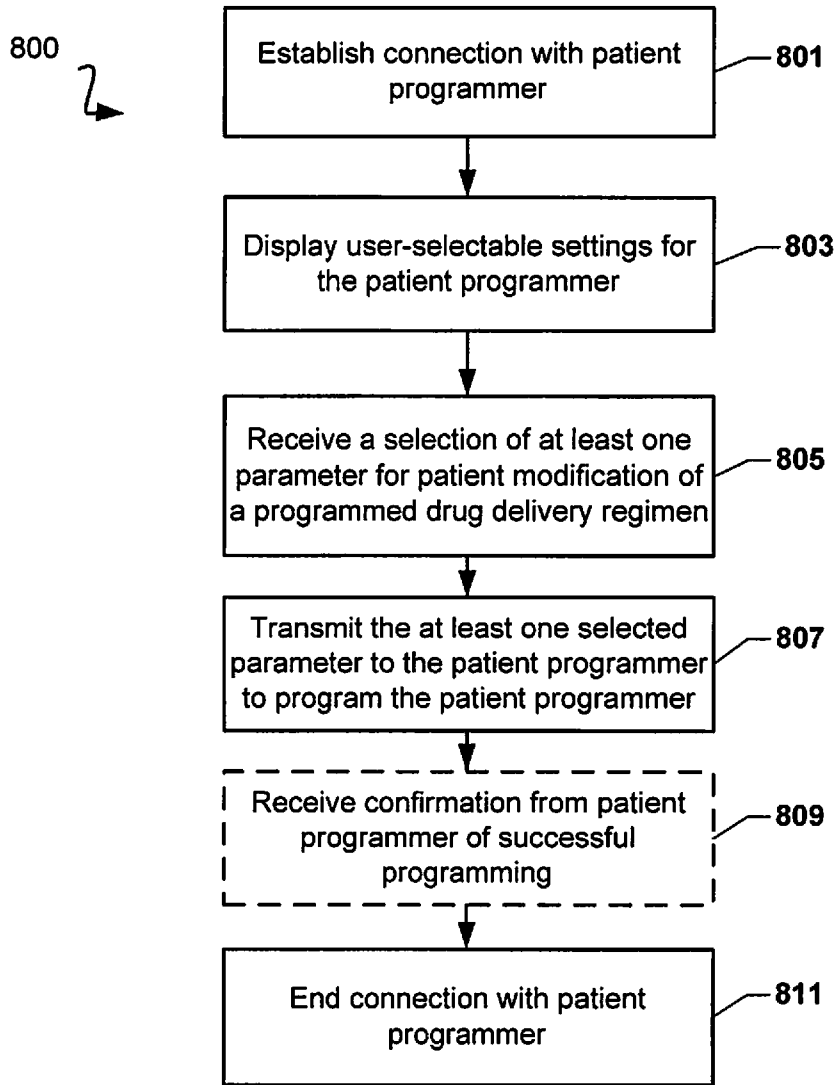 800
Establish connection with patient
programmer
801
Display user-selectable settings for
the patient programmer
803
Receive a selection of at least one
parameter for patient modification of
a programmed drug delivery regimen
805
Transmit the at least one selected
parameter to the patient programmer
to program the patient programmer
807
Receive confirmation from patient
programmer of successful
programming
809
End connection with patient
programmer
811